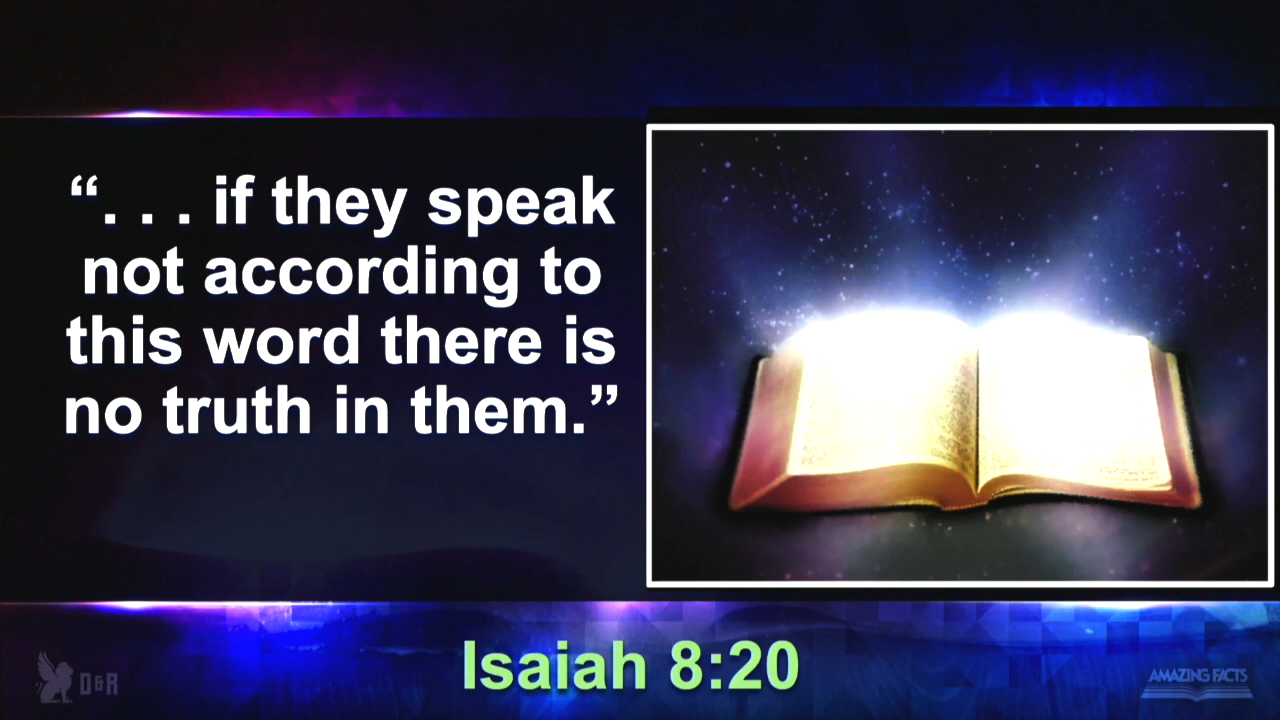 “. . . if they speak
not according to
this word there is
no truth in them.”
Isaiah 8:20
D&R
AMAZING FACTS